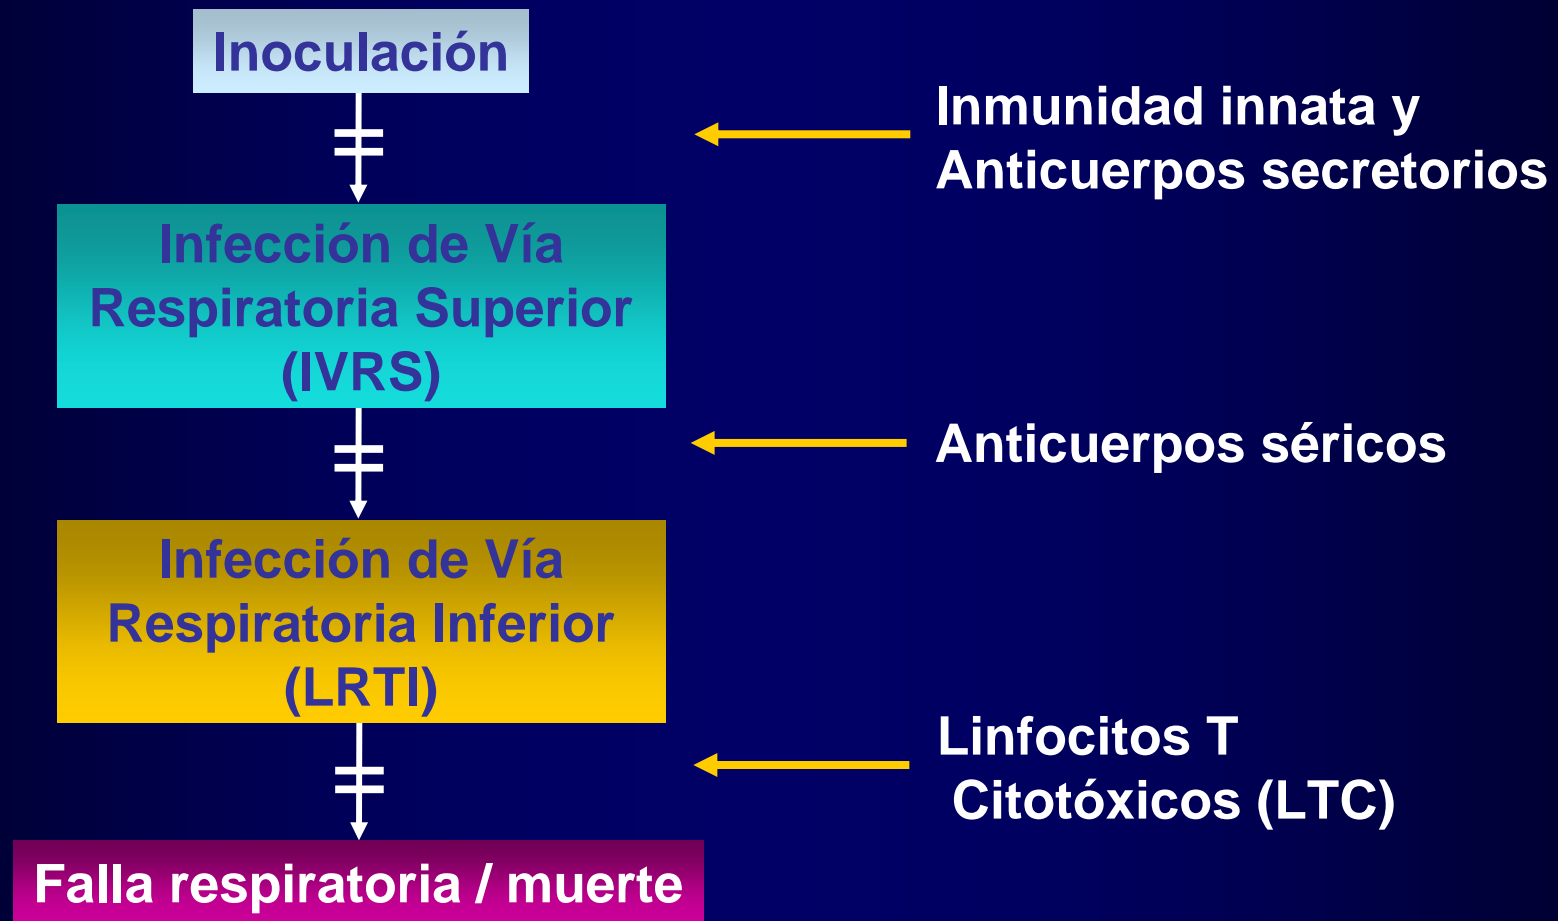 Inoculación
Inmunidad innata y
Anticuerpos secretorios
Infección de Vía
Respiratoria Superior
(IVRS)
Anticuerpos séricos
Infección de Vía
Respiratoria Inferior
(LRTI)
Linfocitos T
Citotóxicos (LTC)
Falla respiratoria / muerte